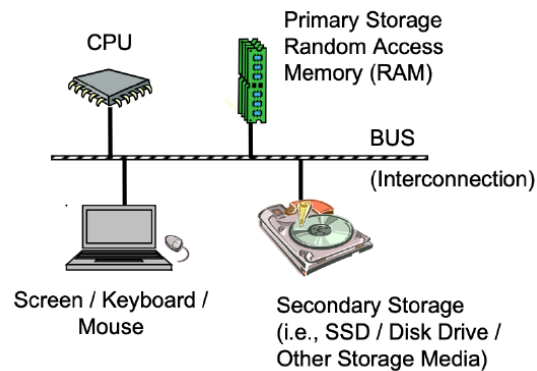 CPU
Primary Storage
Random Access
Memory (RAM)
BUS
(Interconnection)
Screen / Keyboard /
Mouse
Secondary Storage
(i.e., SSD / Disk Drive /
Other Storage Media)